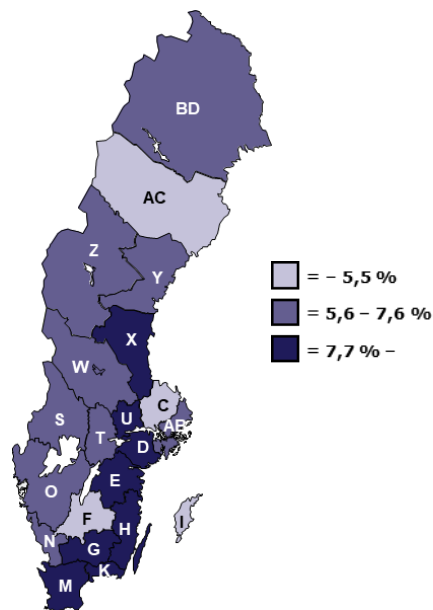 BD
AC
Z
Y
X
W
C
S
U
AB
T
D
E
O
F
I
H
N
G
K
M
= – 5,5 %
= 5,6 – 7,6 %
= 7,7 % –